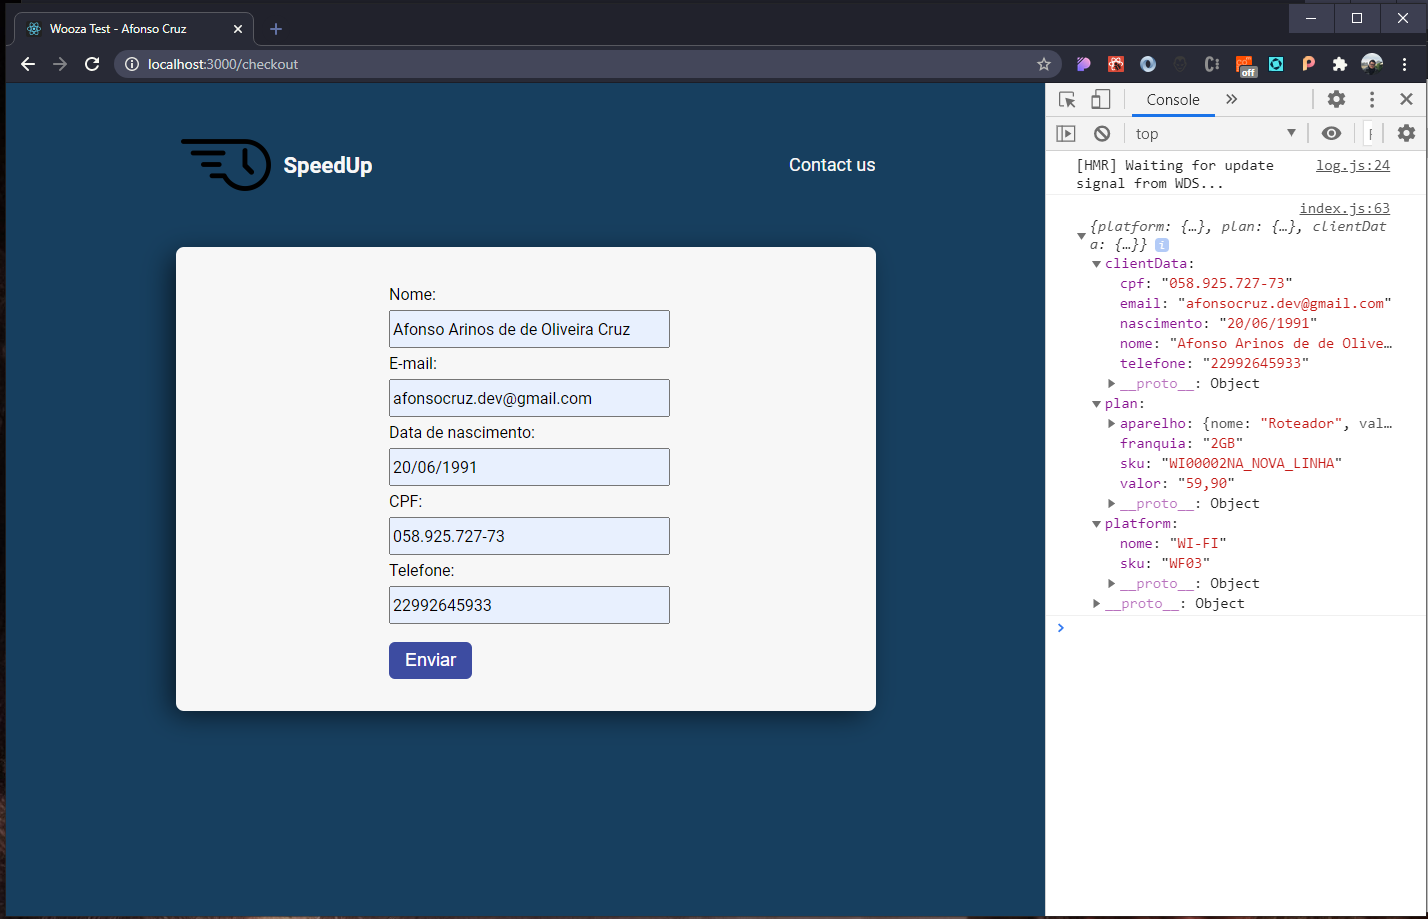 Wooza Test - Afonso Cruz
localhost:3000/checkout
off
SpeedUp
Contact us
Nome:
Afonso Arinos de de Oliveira Cruz
E-mail:
afonsocruz.dev@gmail.com
Data de nascimento:
20/06/1991
CPF:
058.925.727-73
Telefone:
22992645933
Enviar
Console
top
[HMR] Waiting for update log.js:24
signal from WDS...
index.js:63
{platform: {…}, plan: {…}, clientDat
a: {…}} i
clientData:
cpf: "058.925.727-73"
email: "afonsocruz.dev@gmail.com"
nascimento: "20/06/1991"
nome: "Afonso Arinos de de Olive…
telefone: "22992645933"
__proto__: Object
plan:
aparelho: {nome: "Roteador", val…
franquia: "2GB"
sku: "WI00002NA_NOVA_LINHA"
valor: "59,90"
__proto__: Object
platform:
nome: "WI-FI"
sku: "WF03"
__proto__: Object
__proto__: Object